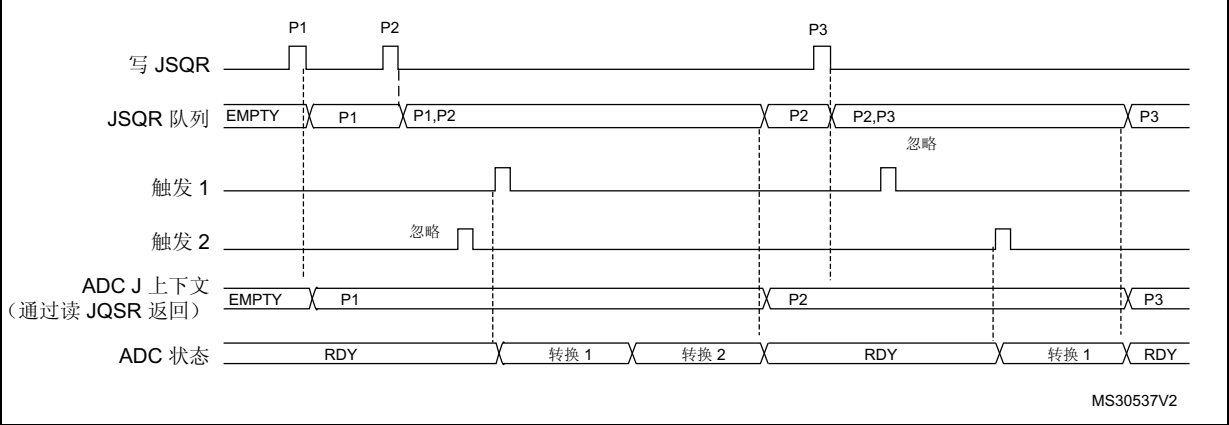 P1 P2 P3
写 JSQR
JSQR 队列 EMPTY P1 P1,P2 P2 P2,P3 P3
忽略
触发 1
忽略
触发 2
ADC J 上下文
（通过读 JQSR 返回） EMPTY P1 P2 P3
ADC 状态 RDY 转换 1 转换 2 RDY 转换 1 RDY
MS30537V2